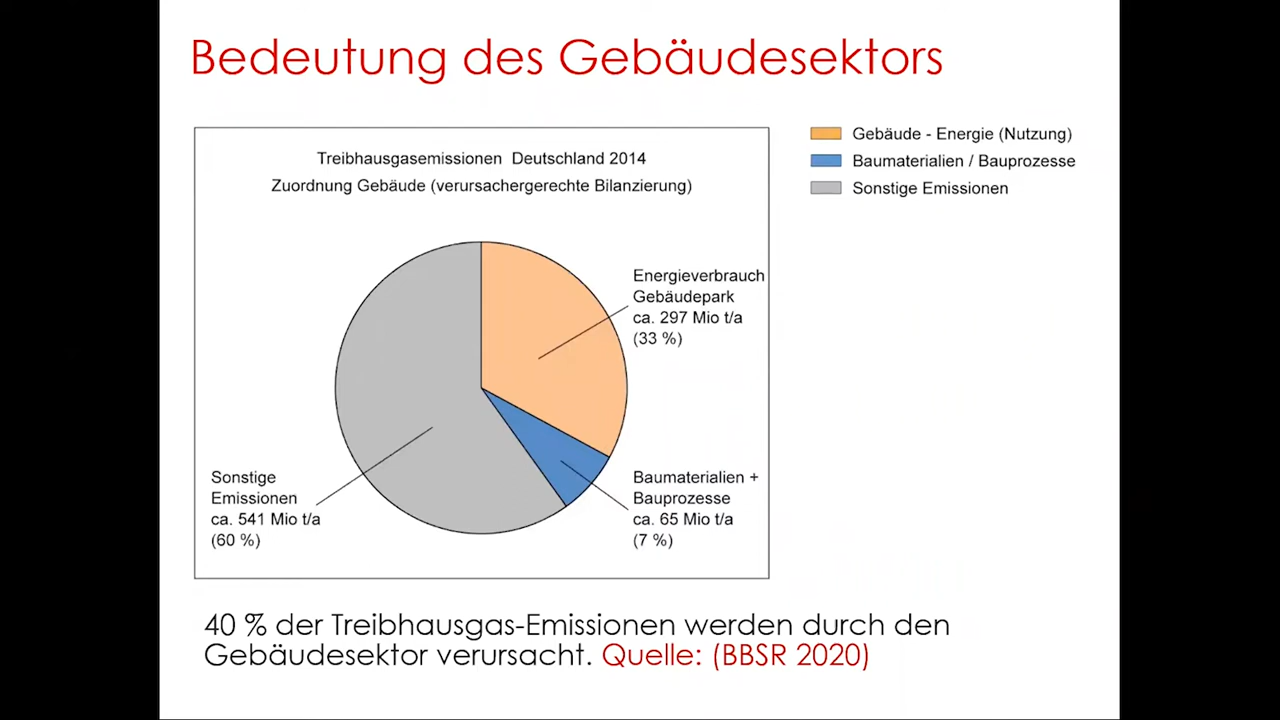 Bedeutung des Gebäudesektors
Treibhausgasemissionen Deutschland 2014
Zuordnung Gebäude (verursachergerechte Bilanzierung)
Gebäude - Energie (Nutzung)
Baumaterialien / Bauprozesse
Sonstige Emissionen
Energieverbrauch
Gebäudepark
ca. 297 Mio t/a
(33 %)
Sonstige
Emissionen
ca. 541 Mio t/a
(60 %)
Baumaterialien +
Bauprozesse
ca. 65 Mio t/a
(7 %)
40 % der Treibhausgas-Emissionen werden durch den
Gebäudesektor verursacht. Quelle: (BBSR 2020)